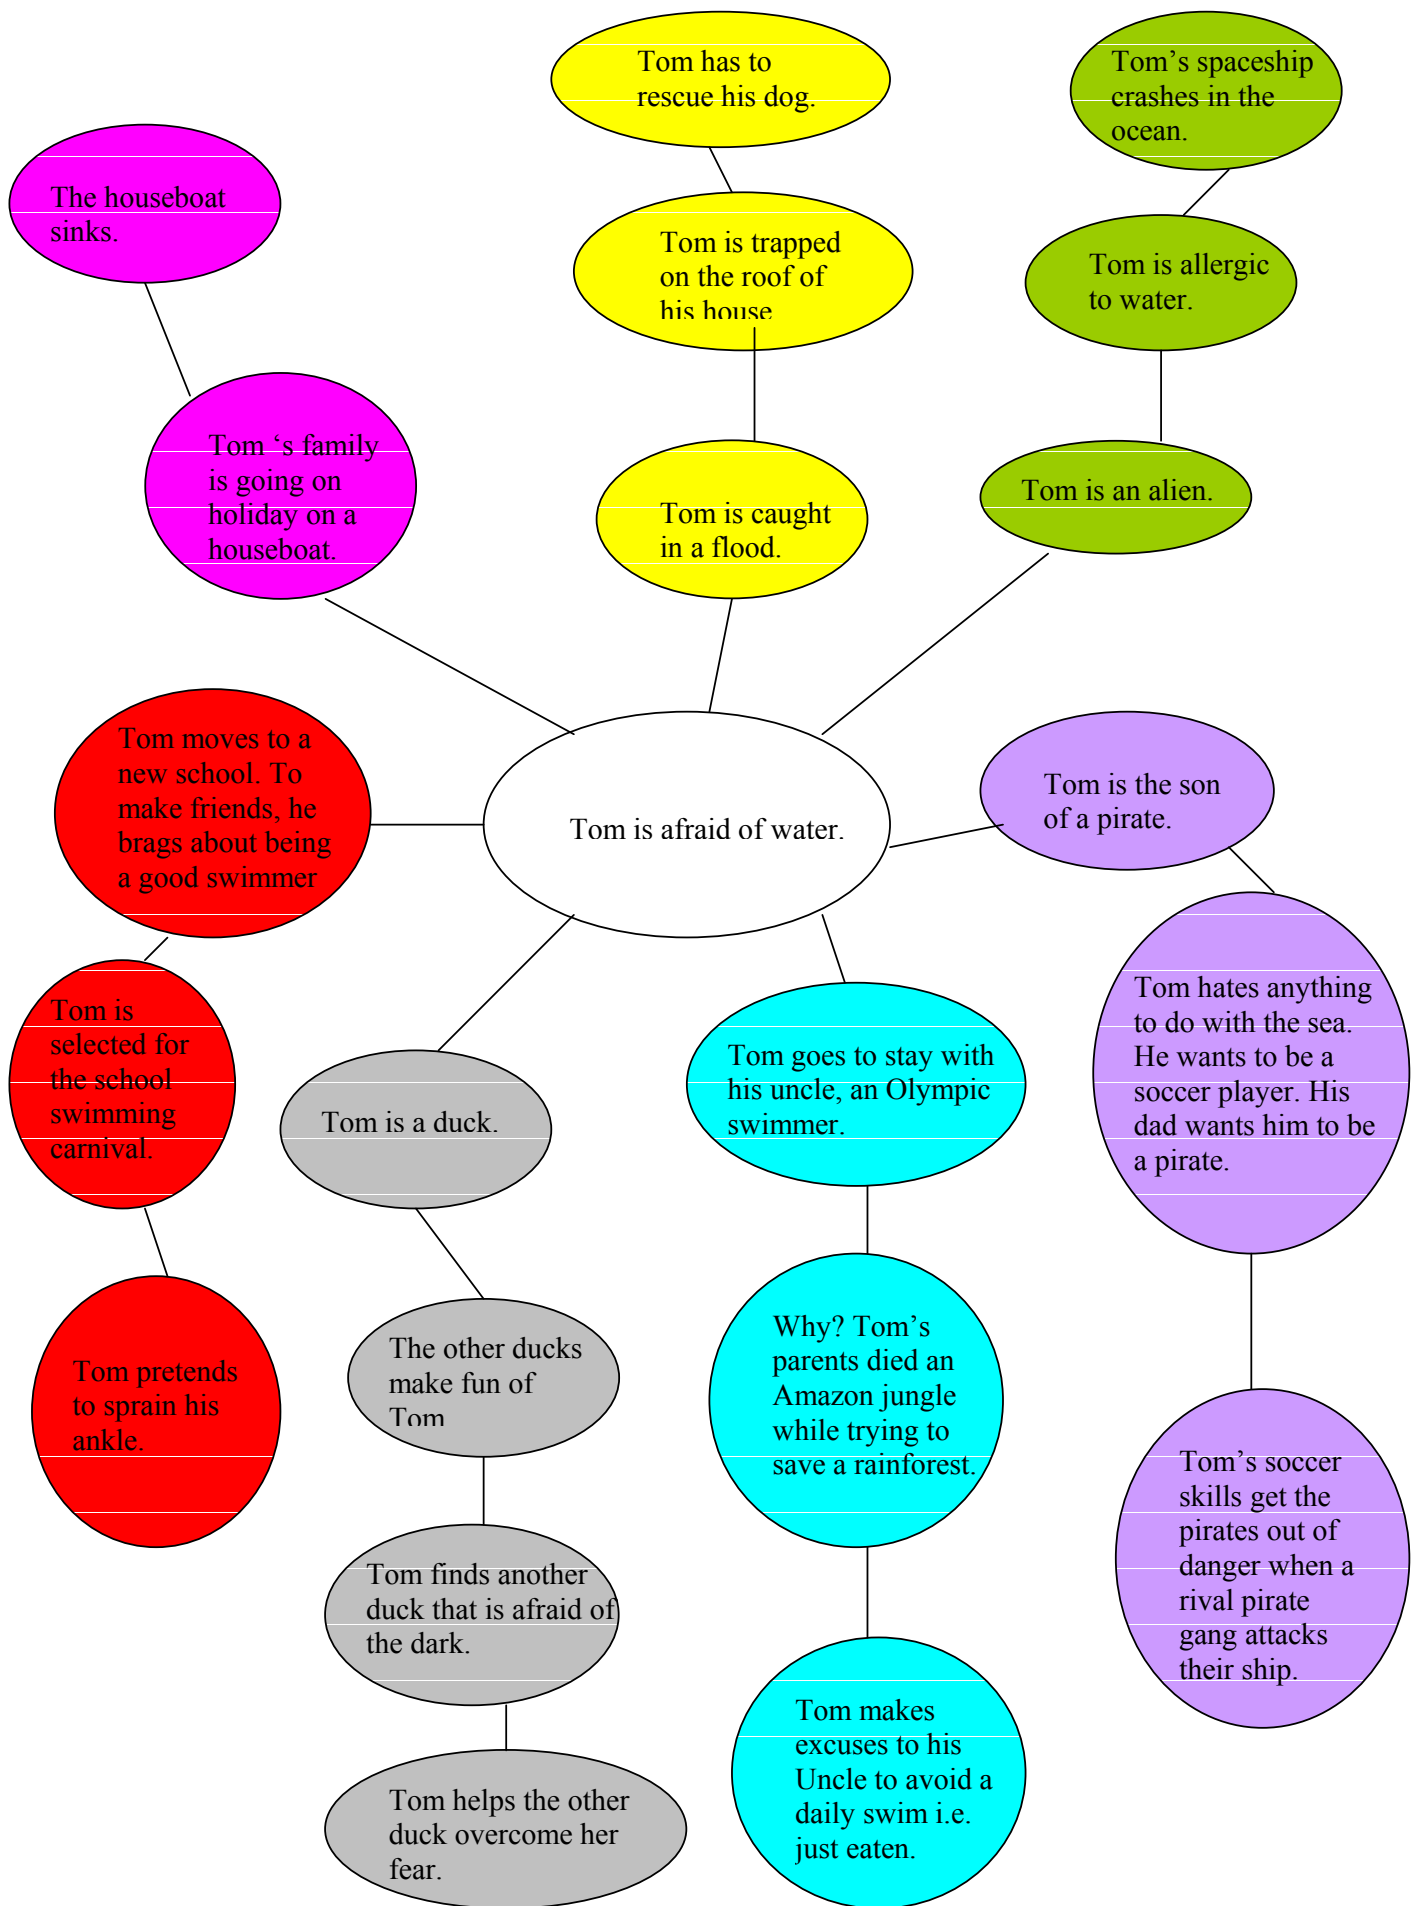 Tom has to
rescue his dog.
Tom's spaceship
crashes in the
ocean.
The houseboat
sinks.
Tom is trapped
on the roof of
his house
Tom is allergic
to water.
Tom 's family
is going on
holiday on a
houseboat.
Tom is caught
in a flood.
Tom is an alien.
Tom moves to a
new school. To
make friends, he
brags about being
a good swimmer
Tom is afraid of water.
Tom is the son
of a pirate.
Tom is
selected for
the school
swimming
carnival.
Tom is a duck.
Tom goes to stay with
his uncle, an Olympic
swimmer.
Tom hates anything
to do with the sea.
He wants to be a
soccer player. His
dad wants him to be
a pirate.
Tom pretends
to sprain his
ankle.
The other ducks
make fun of
Tom
Why? Tom's
parents died an
Amazon jungle
while trying to
save a rainforest.
Tom's soccer
skills get the
pirates out of
danger when a
rival pirate
gang attacks
their ship.
Tom finds another
duck that is afraid of
the dark.
Tom makes
excuses to his
Uncle to avoid a
daily swim i.e.
just eaten.
Tom helps the other
duck overcome her
fear.